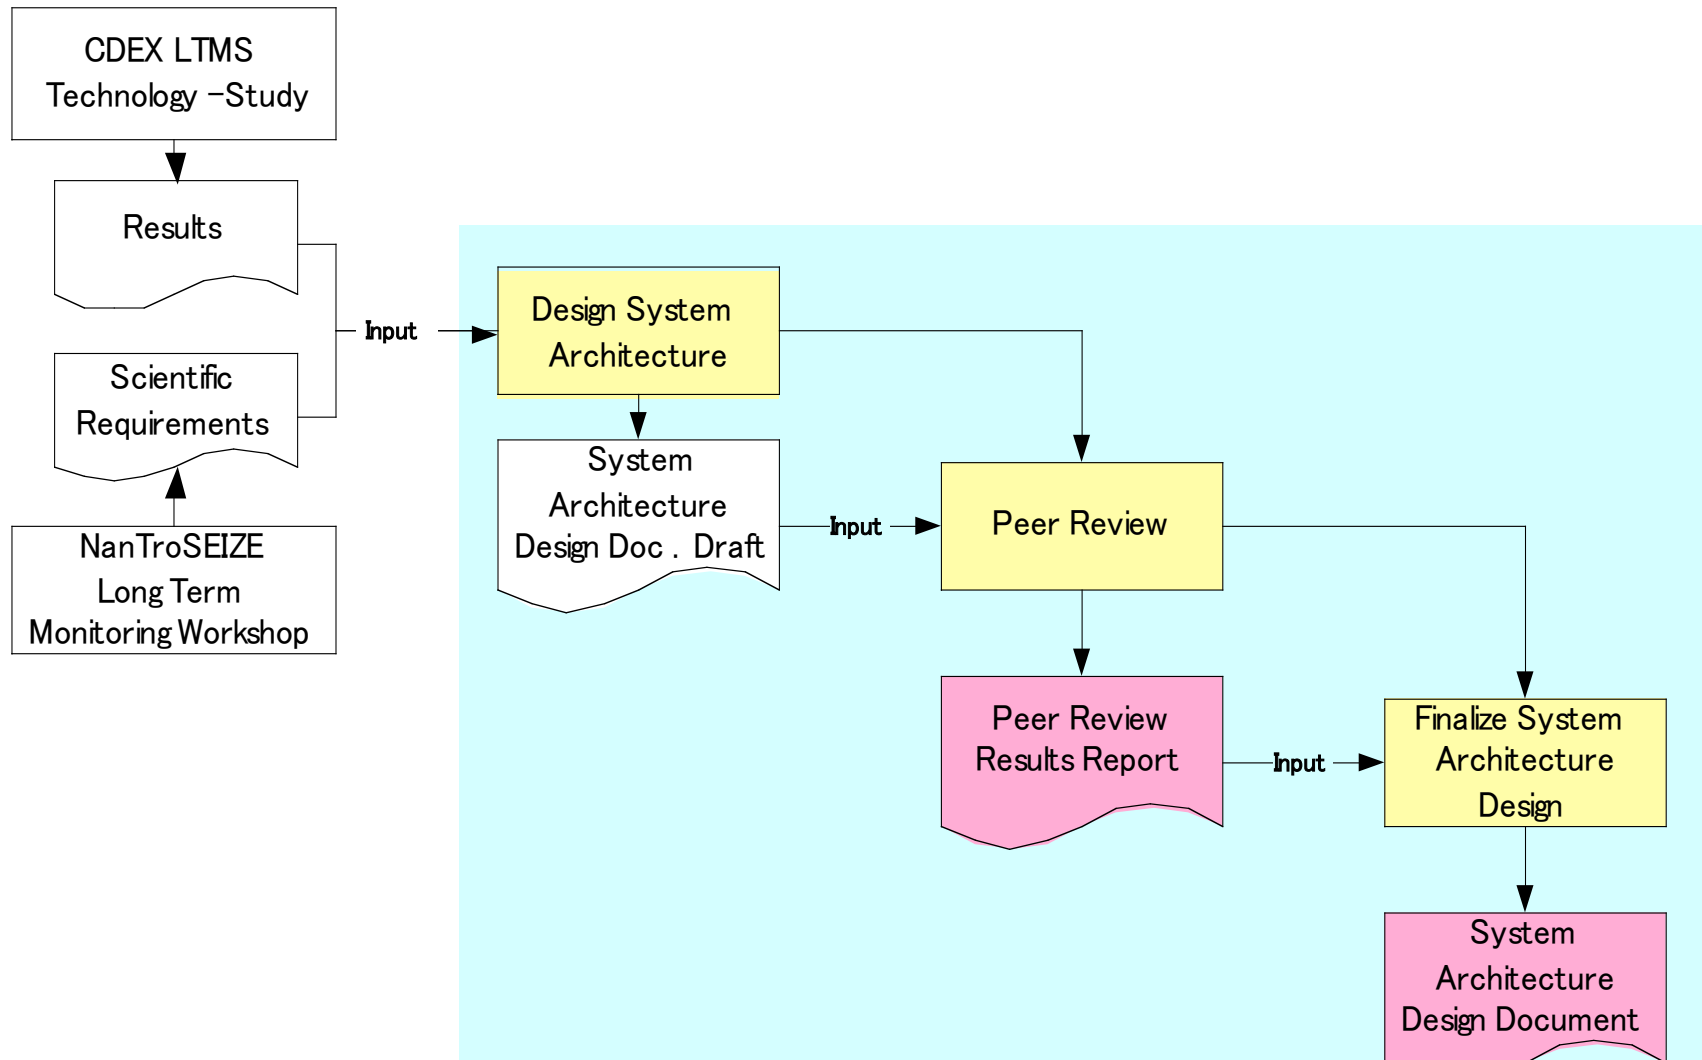 CDEX LTMS
Technology -Study
Results
Scientific
Requirements
NanTroSEIZE
Long Term
Monitoring Workshop
Input
Design System
Architecture
System
Architecture
Design Doc . Draft
Input
Peer Review
Peer Review
Results Report
Input
Finalize System
Architecture
Design
System
Architecture
Design Document